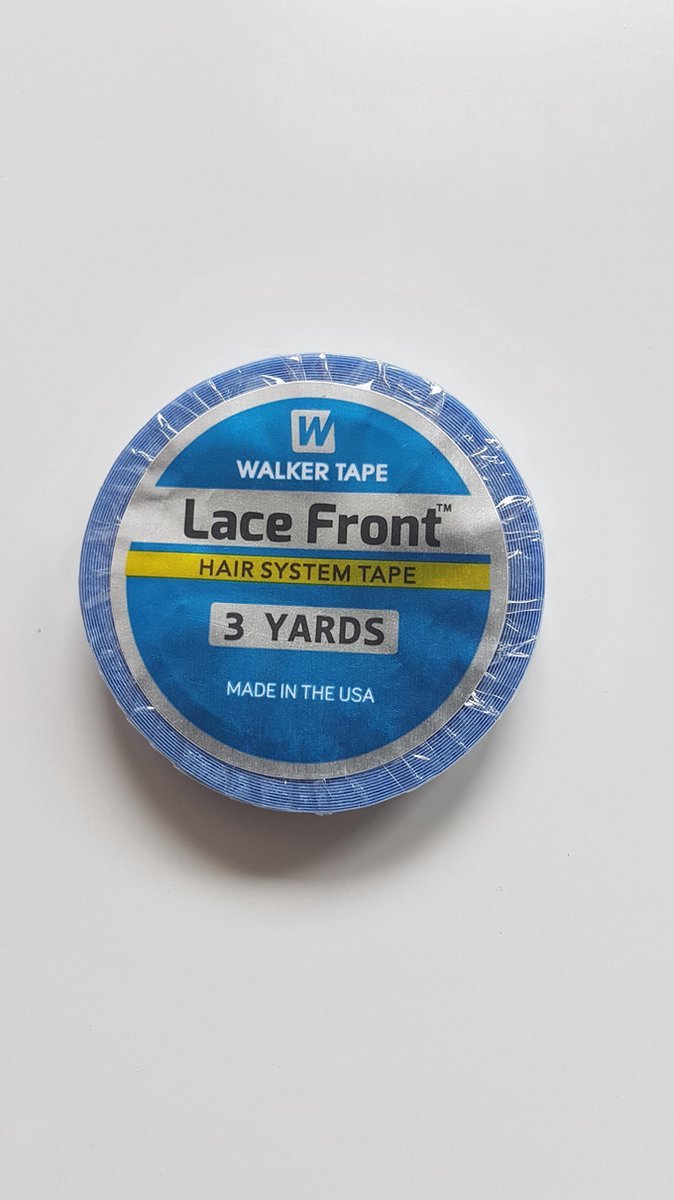 W
WALKER TAPE
Lace Front™
HAIR SYSTEM TAPE
3 YARDS
MADE IN THE USA